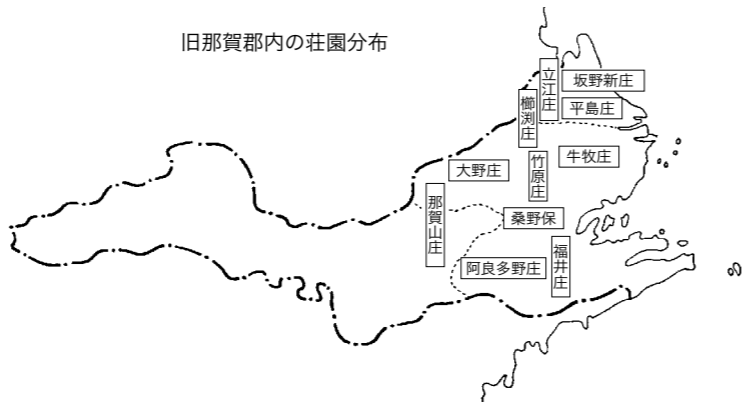 旧那賀郡内の荘園分布
立江庄
坂野新庄
櫛渕庄
平島庄
牛牧庄
竹原庄
大野庄
那賀山庄
桑野保
福井庄
阿良多野庄